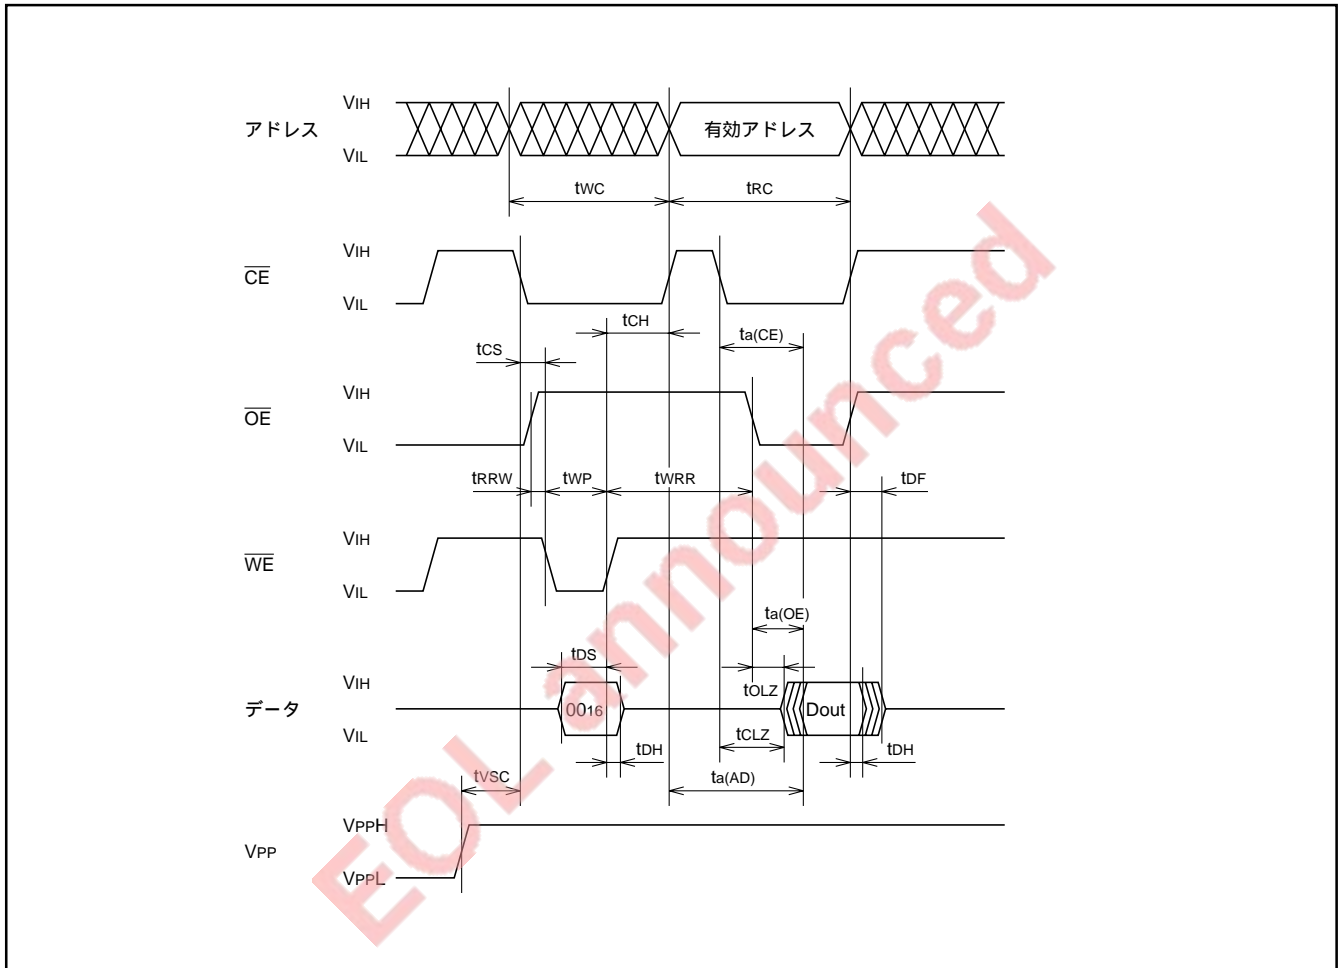 VIH
アドレス
有効アドレス
VIL
tWC
tRC
VIH
CE
VIL
tCH
ta(CE)
tCS
VIH
OE
VIL
tRRW
tWP
tWRR
tDF
VIH
WE
VIL
ta(OE)
tDS
VIH
tOLZ
データ
0016
Dout
VIL
tCLZ
tDH
tDH
tVSC
ta(AD)
VPPH
VPP
VPPL
EOL announced